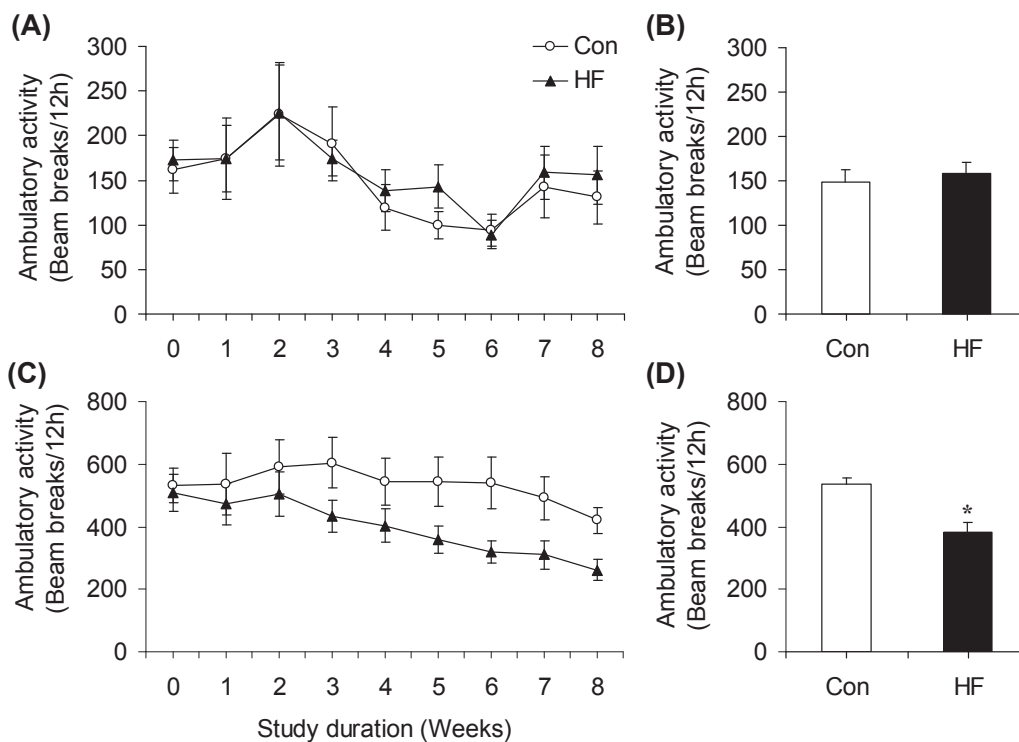 (A)
Ambulatory activity
(Beam breaks/12h)
300
250
200
150
100
50
0
Con
HF
0 1 2 3 4 5 6 7 8
(B)
Ambulatory activity
(Beam breaks/12h)
300
250
200
150
100
50
0
Con HF
(C)
Ambulatory activity
(Beam breaks/12h)
800
600
400
200
0
0 1 2 3 4 5 6 7 8
Study duration (Weeks)
(D)
Ambulatory activity
(Beam breaks/12h)
800
600
400
200
0
*
Con HF